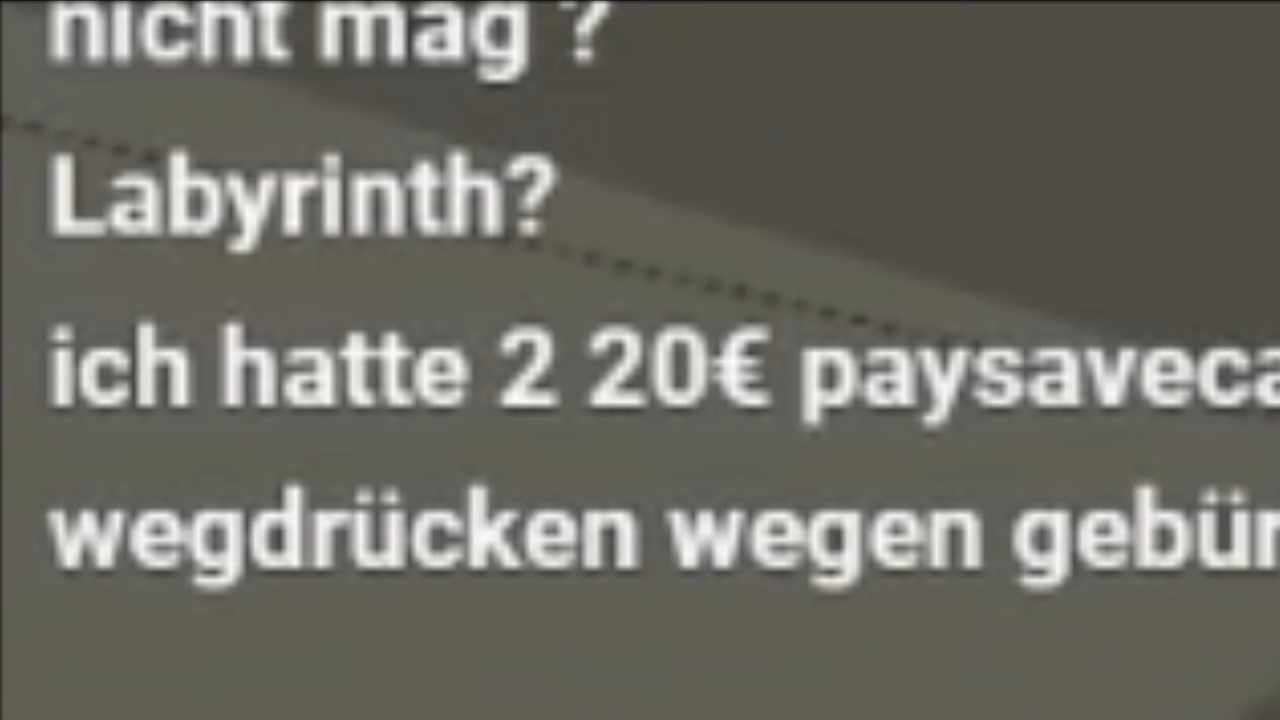 nicht mag ?
Labyrinth?
ich hatte 2 20€ paysaveca
wegdrücken wegen gebür